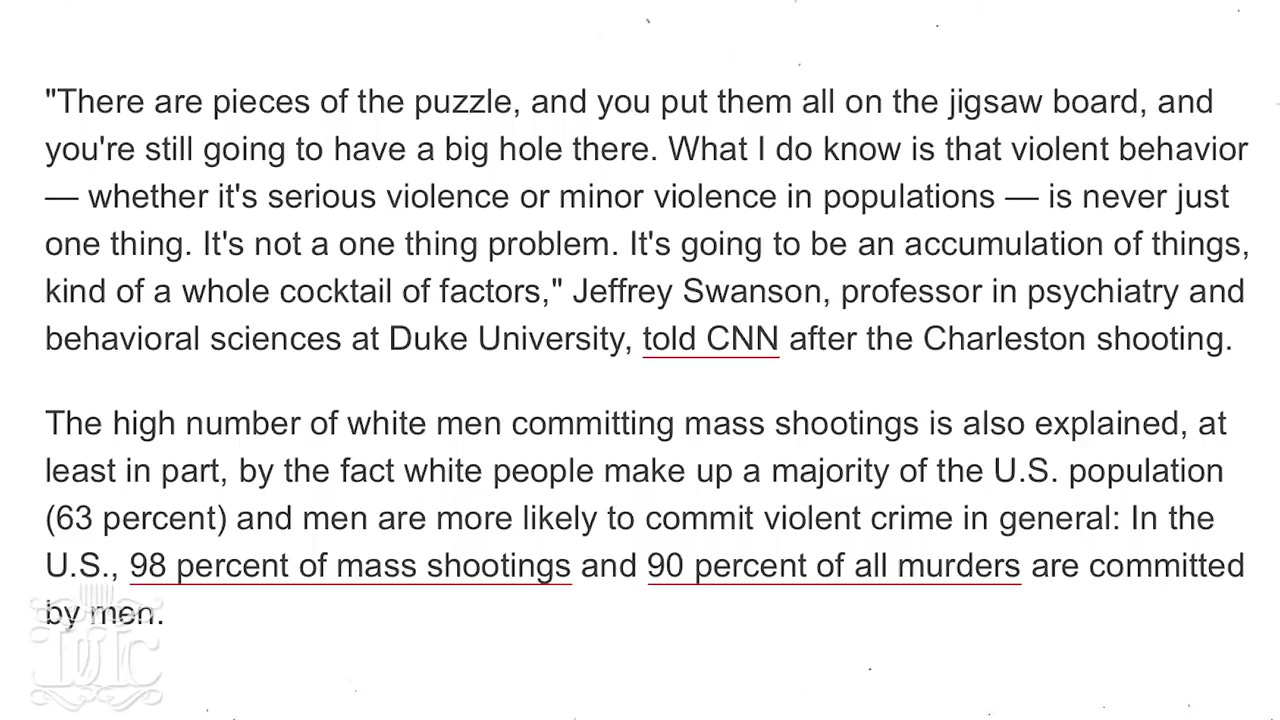 "There are pieces of the puzzle, and you put them all on the jigsaw board, and
you're still going to have a big hole there. What I do know is that violent behavior
— whether it's serious violence or minor violence in populations — is never just
one thing. It's not a one thing problem. It's going to be an accumulation of things,
kind of a whole cocktail of factors," Jeffrey Swanson, professor in psychiatry and
behavioral sciences at Duke University, told CNN after the Charleston shooting.
The high number of white men committing mass shootings is also explained, at
least in part, by the fact white people make up a majority of the U.S. population
(63 percent) and men are more likely to commit violent crime in general: In the
U.S., 98 percent of mass shootings and 90 percent of all murders are committed
by men.